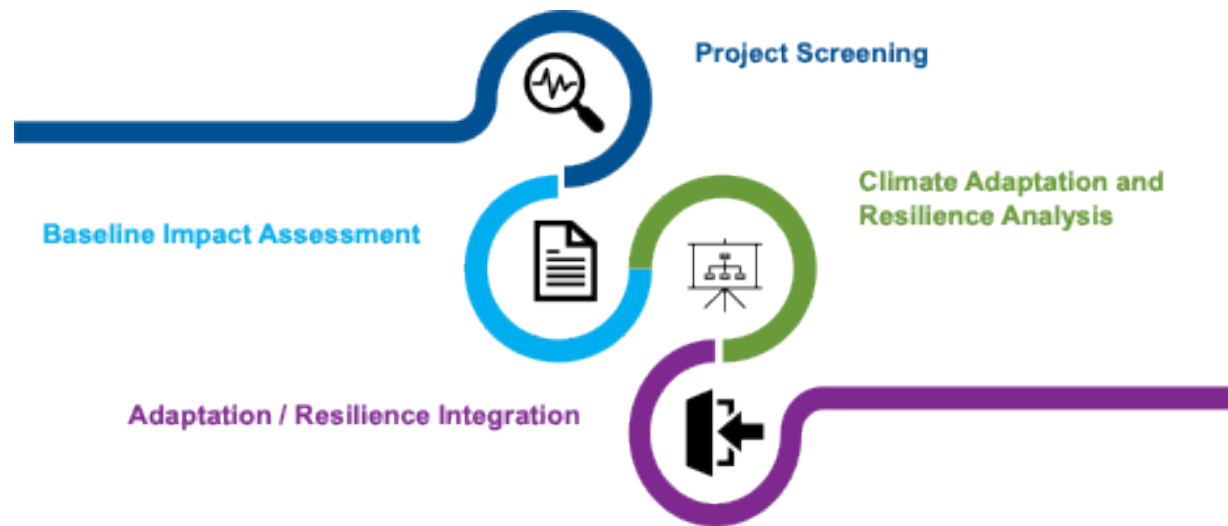 Project Screening
Baseline Impact Assessment
Climate Adaptation and
Resilience Analysis
Adaptation / Resilience Integration